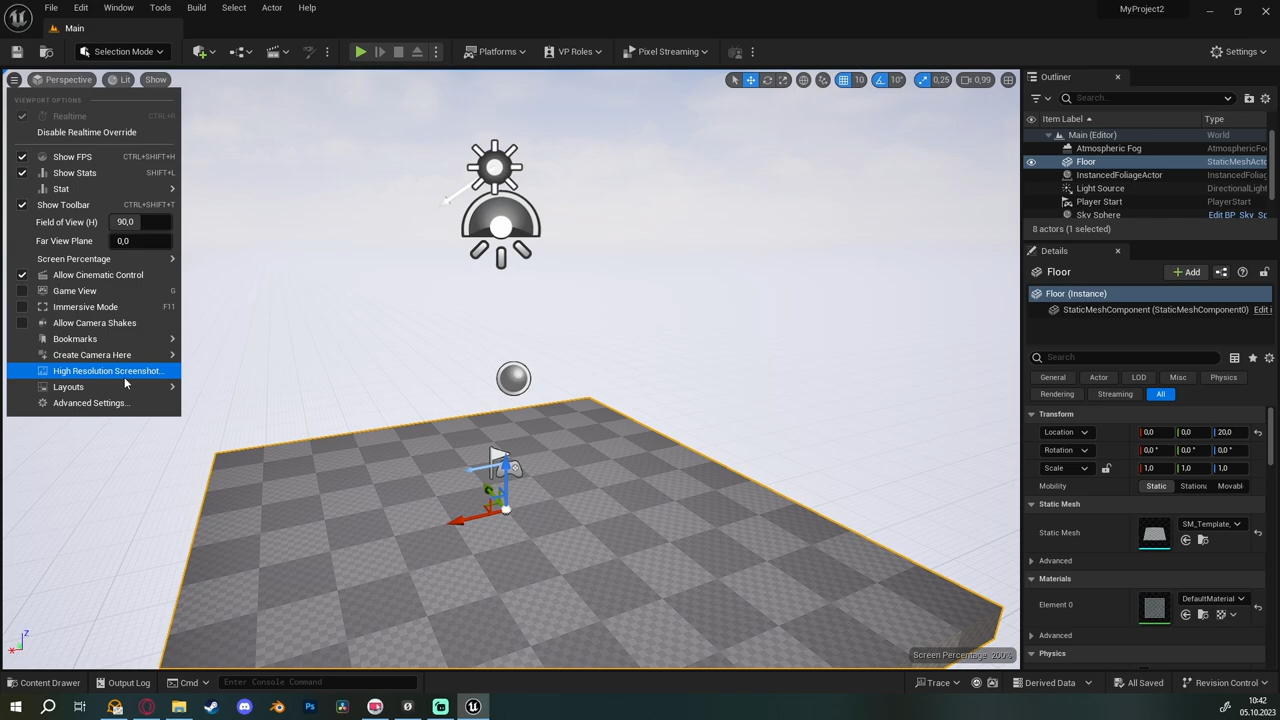 File Edit Window Tools Build Select Actor Help
MyProject2
Main
Selection Mode
Platforms
VP Roles
Pixel Streaming
Settings
Perspective Lit Show
10 10° 0,25 0,99
VIEWPORT OPTIONS
Realtime CTRL+R
Disable Realtime Override
Show FPS CTRL+SHIFT+H
Show Stats SHIFT+L
Stat
Show Toolbar CTRL+SHIFT+T
Field of View (H) 90,0
Far View Plane 0,0
Screen Percentage
Allow Cinematic Control
Game View G
Immersive Mode F11
Allow Camera Shakes
Bookmarks
Create Camera Here
High Resolution Screenshot...
Layouts
Advanced Settings...
Z
Screen Percentage: 200%
Outliner
Search...
Item Label Type
Main (Editor) World
Atmospheric Fog AtmosphericFo
Floor StaticMeshActo
InstancedFoliageActor InstancedFoliag
Light Source DirectionalLight
Player Start PlayerStart
Sky Sphere Edit BP_Sky_Sp
8 actors (1 selected)
Details
Floor
Add
Floor (Instance)
StaticMeshComponent (StaticMeshComponent0) Edit i
Search
General Actor LOD Misc Physics
Rendering Streaming All
Transform
Location 0,0 0,0 20,0
Rotation 0,0 ° 0,0 ° 0,0 °
Scale 1,0 1,0 1,0
Mobility Static Station Movabl
Static Mesh
Static Mesh SM_Template_
Advanced
Materials
Element 0 DefaultMaterial
Advanced
Physics
Content Drawer Output Log Cmd Enter Console Command Trace Derived Data All Saved Revision Control
Ps
10:42
05.10.2023